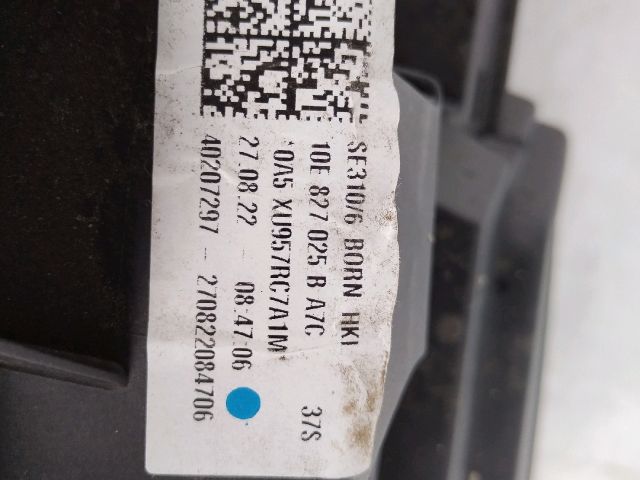 SE310/6 BORN HKI
10E 827 025 B A7C 37S
*0A5 XU957RC7A1M*
27.08.22 08:47:06
40207297 - 270822084706